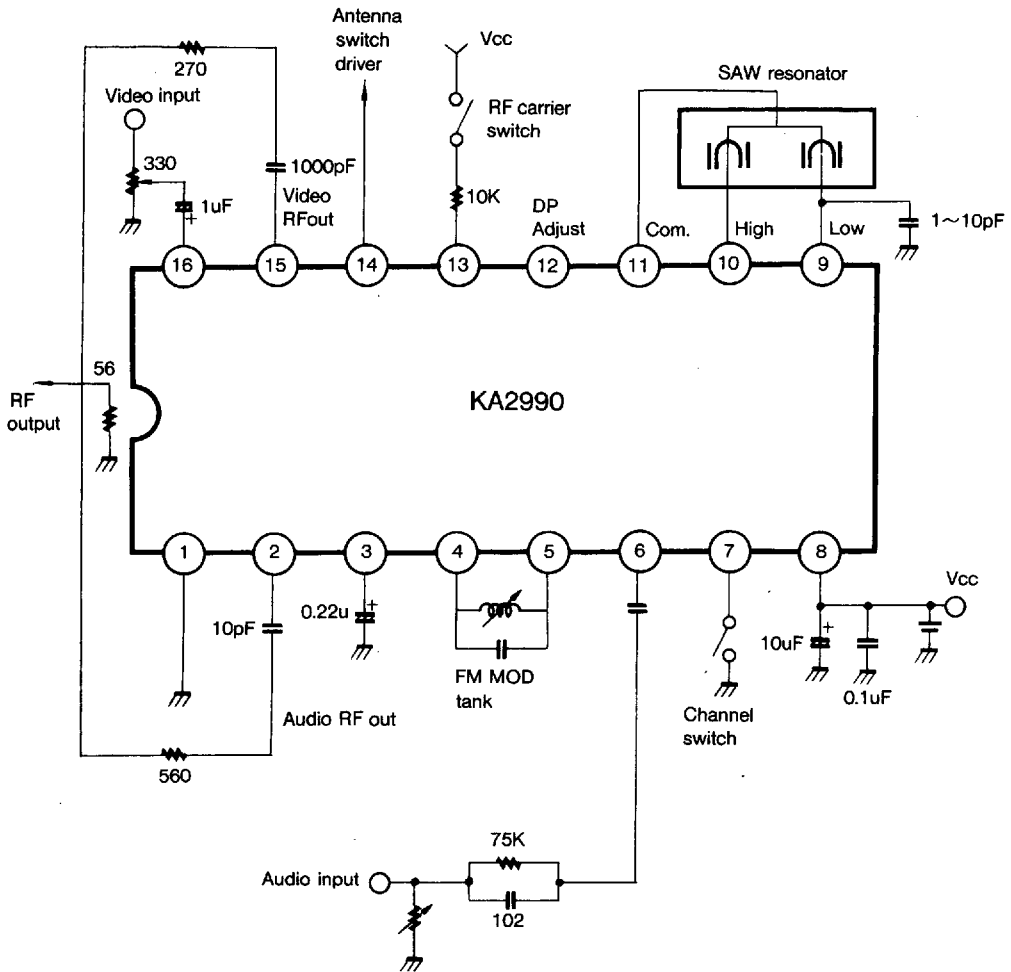 Antenna
switch
driver
Vcc
270
SAW resonator
Video input
RF carrier
switch
330
1000pF
1uF
+
Video
RFout
10K
DP
Adjust
Com.
High
Low
1~10pF
16
15
14
13
12
11
10
9
56
RF
output
KA2990
1
2
3
4
5
6
7
8
Vcc
10pF
0.22u
+
10uF
+
0.1uF
FM MOD
tank
Audio RF out
Channel
switch
560
75K
Audio input
102